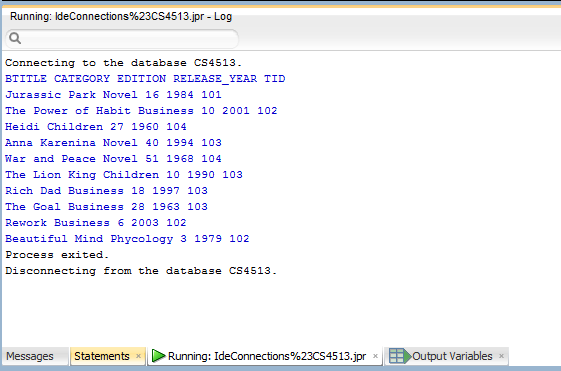 Running: IdeConnections%23CS4513.jpr - Log
Connecting to the database CS4513.
BTITLE CATEGORY EDITION RELEASE_YEAR TID
Jurassic Park Novel 16 1984 101
The Power of Habit Business 10 2001 102
Heidi Children 27 1960 104
Anna Karenina Novel 40 1994 103
War and Peace Novel 51 1968 104
The Lion King Children 10 1990 103
Rich Dad Business 18 1997 103
The Goal Business 28 1963 103
Rework Business 6 2003 102
Beautiful Mind Phycology 3 1979 102
Process exited.
Disconnecting from the database CS4513.
Messages Statements × Running: IdeConnections%23CS4513.jpr × Output Variables ×